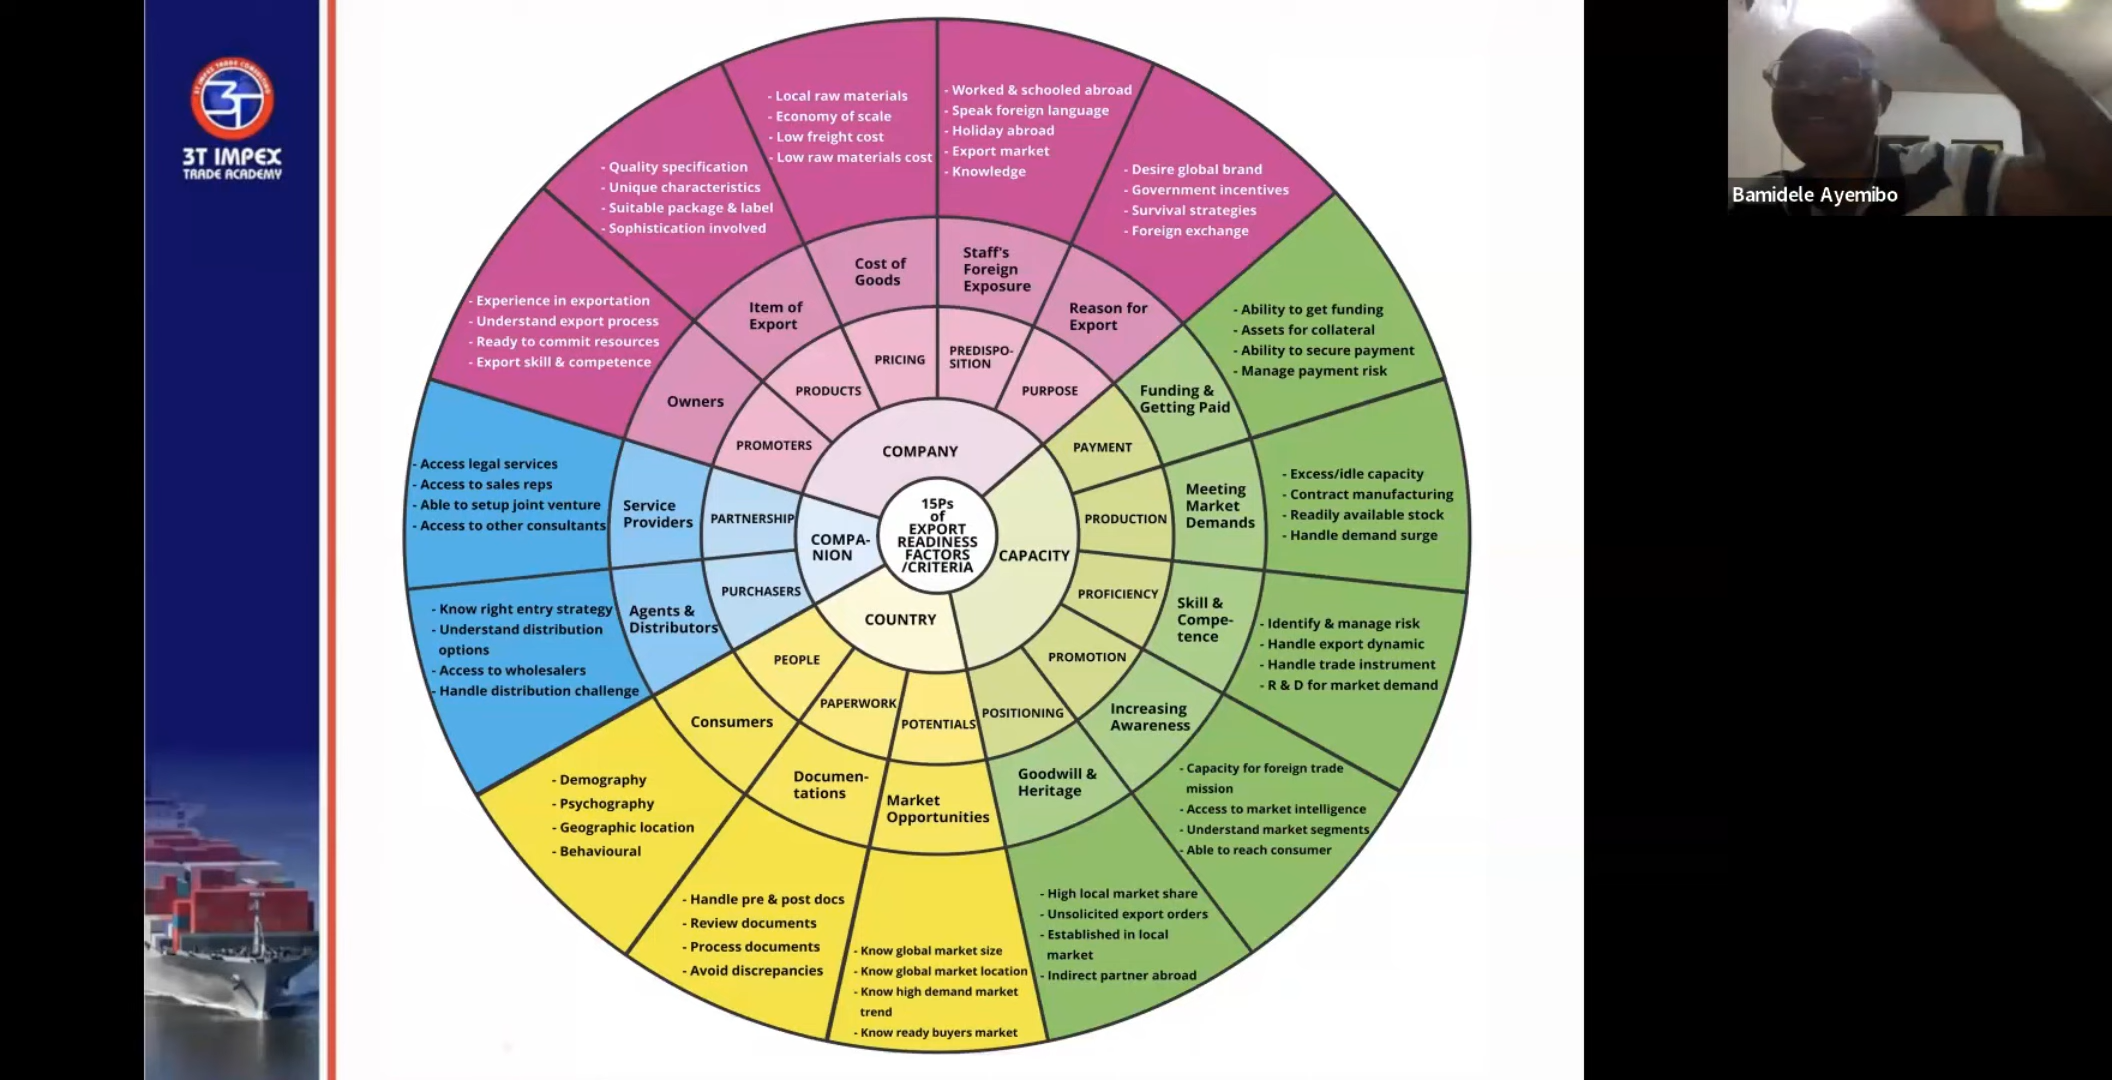 3T IMPEX TRADE CONSULTING
3T
3T IMPEX
TRADE ACADEMY
15Ps
of
EXPORT
READINESS
FACTORS
/CRITERIA
COMPANY
PROMOTERS
Owners
- Experience in exportation
- Understand export process
- Ready to commit resources
- Export skill & competence
PRODUCTS
Item of
Export
- Quality specification
- Unique characteristics
- Suitable package & label
- Sophistication involved
PRICING
Cost of
Goods
- Local raw materials
- Economy of scale
- Low freight cost
- Low raw materials cost
PREDISPO-
SITION
Staff's
Foreign
Exposure
- Worked & schooled abroad
- Speak foreign language
- Holiday abroad
- Export market
- Knowledge
PURPOSE
Reason for
Export
- Desire global brand
- Government incentives
- Survival strategies
- Foreign exchange
CAPACITY
PAYMENT
Funding &
Getting Paid
- Ability to get funding
- Assets for collateral
- Ability to secure payment
- Manage payment risk
PRODUCTION
Meeting
Market
Demands
- Excess/idle capacity
- Contract manufacturing
- Readily available stock
- Handle demand surge
PROFICIENCY
Skill &
Compe-
tence
- Identify & manage risk
- Handle export dynamic
- Handle trade instrument
- R & D for market demand
PROMOTION
Increasing
Awareness
- Capacity for foreign trade
mission
- Access to market intelligence
- Understand market segments
- Able to reach consumer
POSITIONING
Goodwill &
Heritage
- High local market share
- Unsolicited export orders
- Established in local
market
- Indirect partner abroad
COUNTRY
POTENTIALS
Market
Opportunities
- Know global market size
- Know global market location
- Know high demand market
trend
- Know ready buyers market
PAPERWORK
Documen-
tations
- Handle pre & post docs
- Review documents
- Process documents
- Avoid discrepancies
PEOPLE
Consumers
- Demography
- Psychography
- Geographic location
- Behavioural
COMPA-
NION
PURCHASERS
Agents &
Distributors
- Know right entry strategy
- Understand distribution
options
- Access to wholesalers
- Handle distribution challenge
PARTNERSHIP
Service
Providers
- Access legal services
- Access to sales reps
- Able to setup joint venture
- Access to other consultants
Bamidele Ayemibo